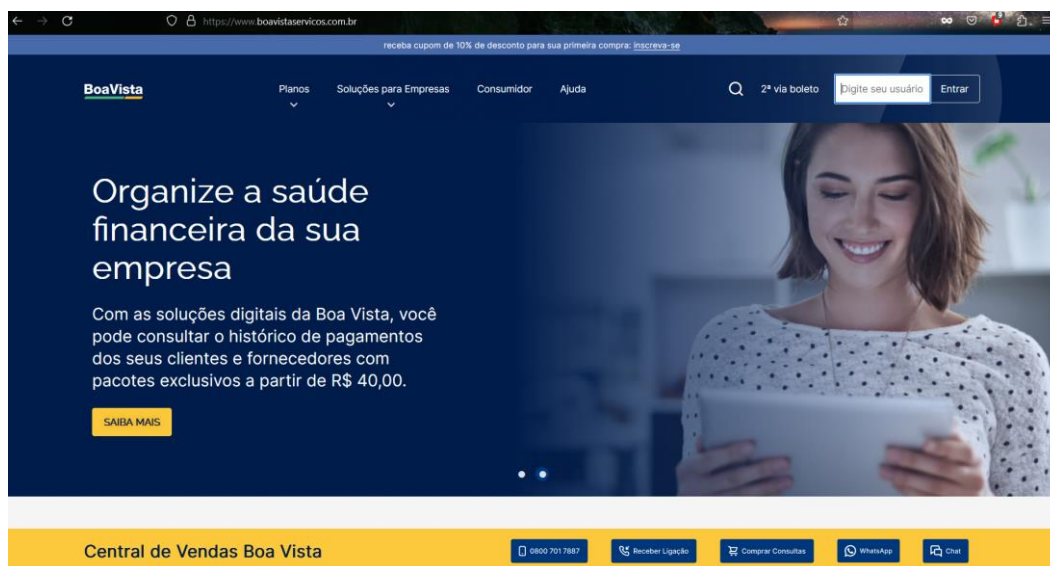 https://www.boavistaservicos.com.br
receba cupom de 10% de desconto para sua primeira compra: inscreva-se
BoaVista Planos Soluções para Empresas Consumidor Ajuda 2ª via boleto Digite seu usuário Entrar
Organize a saúde
financeira da sua
empresa
Com as soluções digitais da Boa Vista, você
pode consultar o histórico de pagamentos
dos seus clientes e fornecedores com
pacotes exclusivos a partir de R$ 40,00.
SAIBA MAIS
Central de Vendas Boa Vista 0800 701 7887 Receber Ligação Comprar Consultas WhatsApp Chat